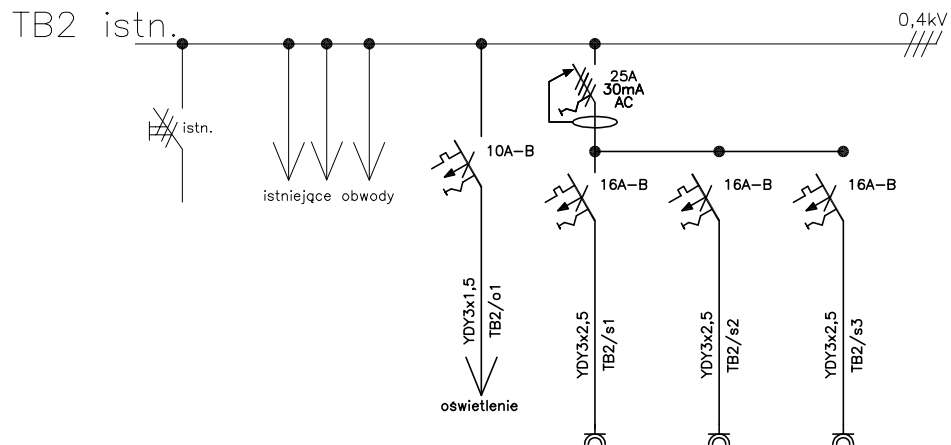 TB2 istn.
0,4kV
istn.
istniejące obwody
10A-B
25A
30mA
AC
16A-B
16A-B
16A-B
YDY3x1,5
TB2/o1
oświetlenie
YDY3x2,5
TB2/s1
YDY3x2,5
TB2/s2
YDY3x2,5
TB2/s3